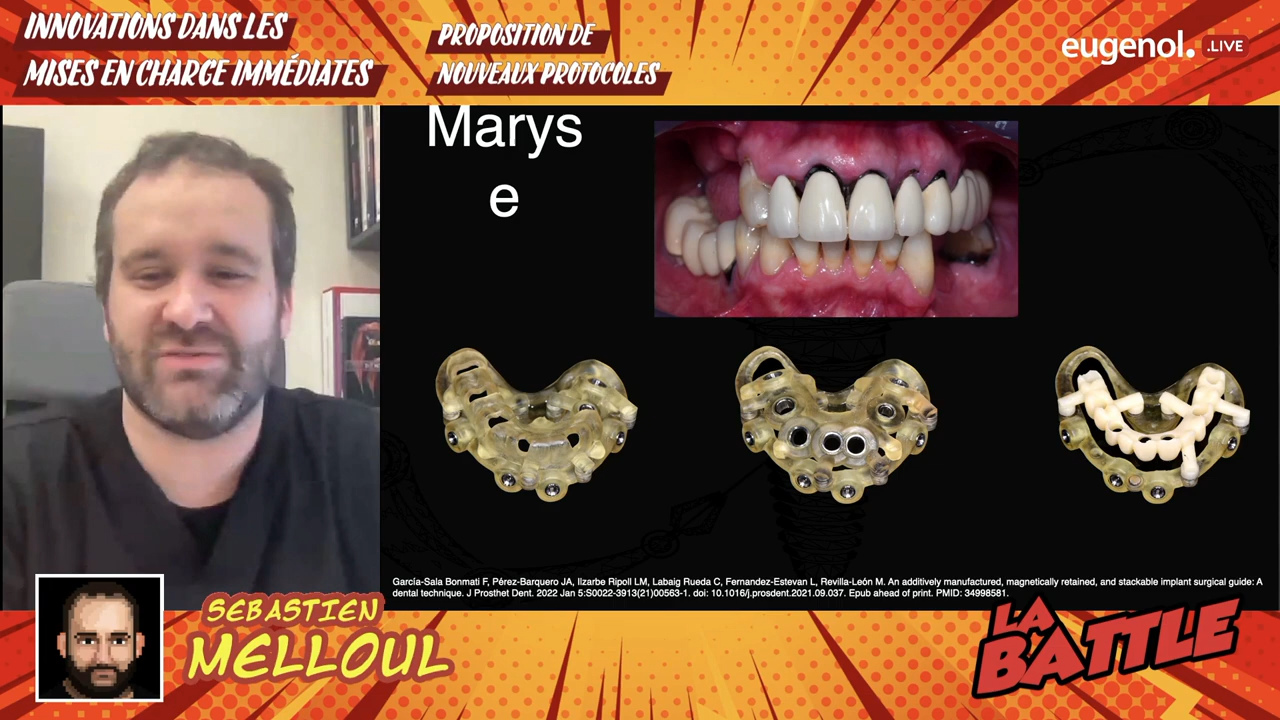 INNOVATIONS DANS LES
MISES EN CHARGE IMMÉDIATES
PROPOSITION DE
NOUVEAUX PROTOCOLES
eugenol. .LIVE
Marys
e
García-Sala Bonmati F, Pérez-Barquero JA, Ilzarbe Ripoll LM, Labaig Rueda C, Fernandez-Estevan L, Revilla-León M. An additively manufactured, magnetically retained, and stackable implant surgical guide: A
dental technique. J Prosthet Dent. 2022 Jan 5:S0022-3913(21)00563-1. doi: 10.1016/j.prosdent.2021.09.037. Epub ahead of print. PMID: 34998581.
SEBASTIEN
MELLOUL
LA
BATTLE